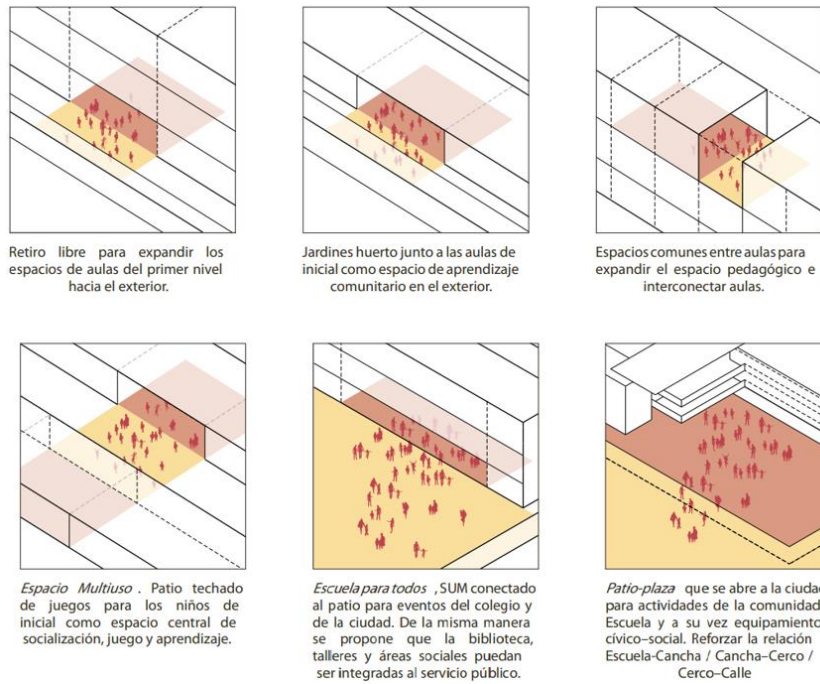 Retiro libre para expandir los
espacios de aulas del primer nivel
hacia el exterior.
Jardines huerto junto a las aulas de
inicial como espacio de aprendizaje
comunitario en el exterior.
Espacios comunes entre aulas para
expandir el espacio pedagógico e
interconectar aulas.
Espacio Multiuso . Patio techado
de juegos para los niños de
inicial como espacio central de
socialización, juego y aprendizaje.
Escuela para todos , SUM conectado
al patio para eventos del colegio y
de la ciudad. De la misma manera
se propone que la biblioteca,
talleres y áreas sociales puedan
ser integradas al servicio público.
Patio-plaza que se abre a la ciudad
para actividades de la comunidad
Escuela y a su vez equipamiento
cívico–social. Reforzar la relación
Escuela-Cancha / Cancha–Cerco /
Cerco–Calle